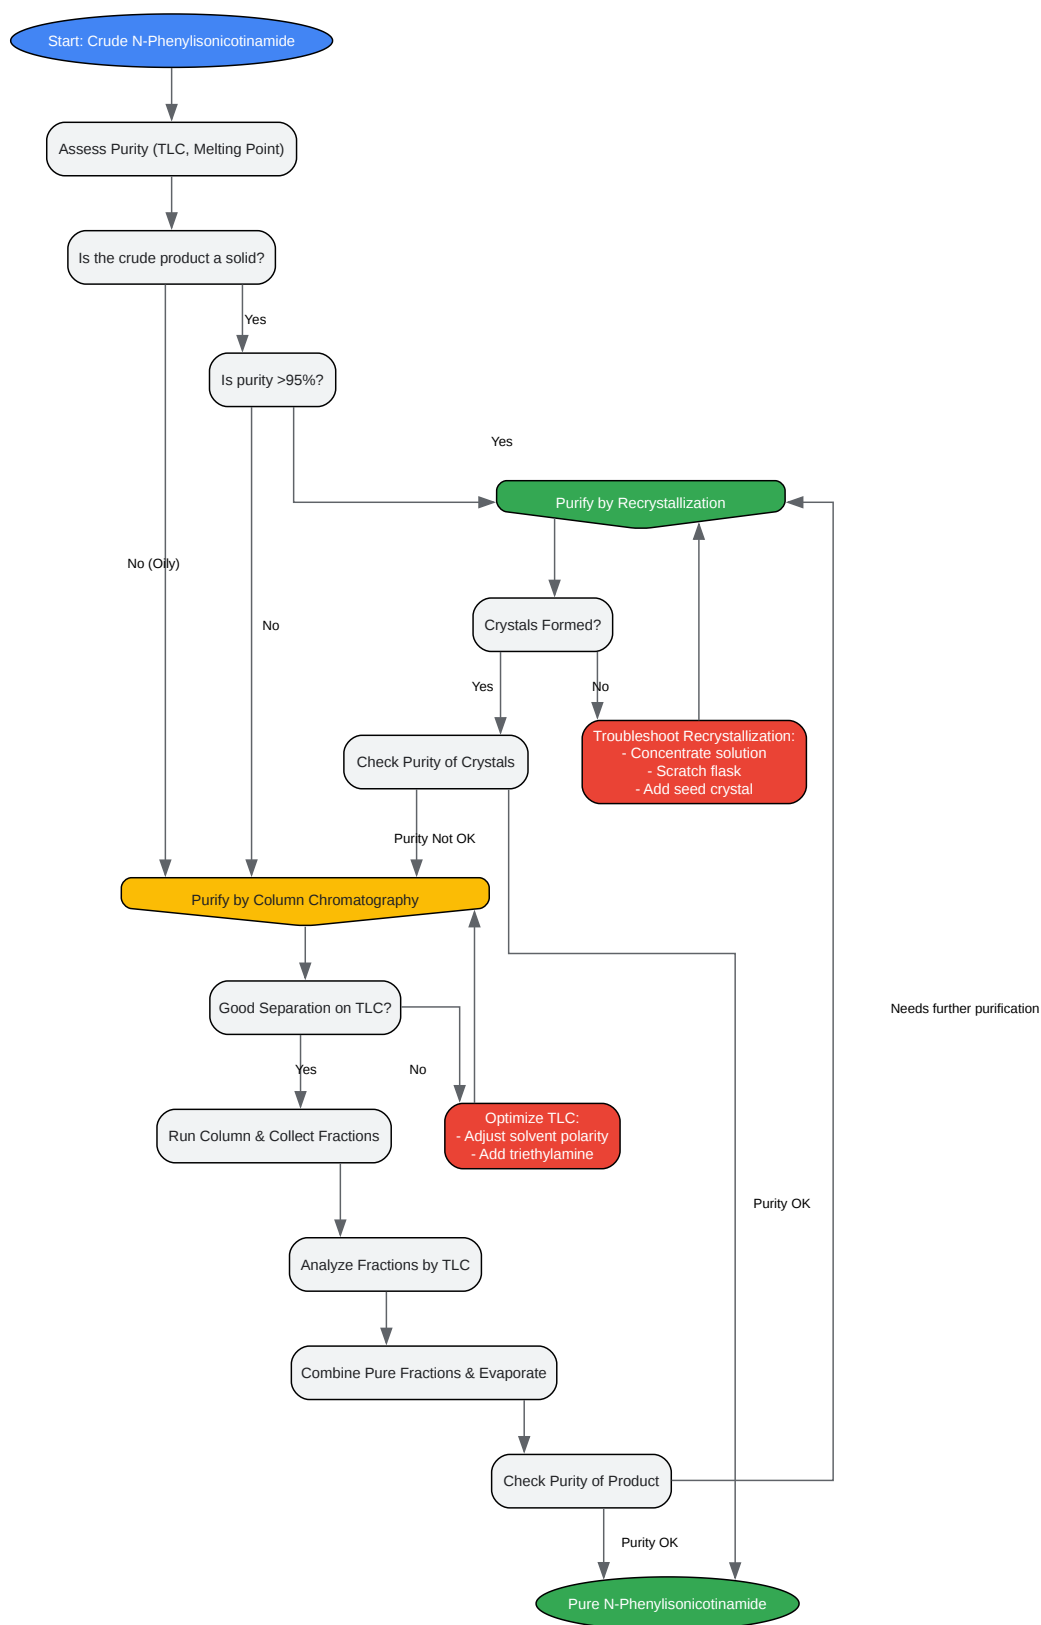 Start: Crude N-Phenylisonicotinamide
Assess Purity (TLC, Melting Point)
Is the crude product a solid?
Yes
Is purity >95%?
Yes
Purify by Recrystallization
No (Oily)
No
Crystals Formed?
Yes
No
Troubleshoot Recrystallization:
- Concentrate solution
- Scratch flask
- Add seed crystal
Check Purity of Crystals
Purity Not OK
Purify by Column Chromatography
Good Separation on TLC?
Needs further purification
Yes
No
Optimize TLC:
- Adjust solvent polarity
- Add triethylamine
Run Column & Collect Fractions
Purity OK
Analyze Fractions by TLC
Combine Pure Fractions & Evaporate
Check Purity of Product
Purity OK
Pure N-Phenylisonicotinamide